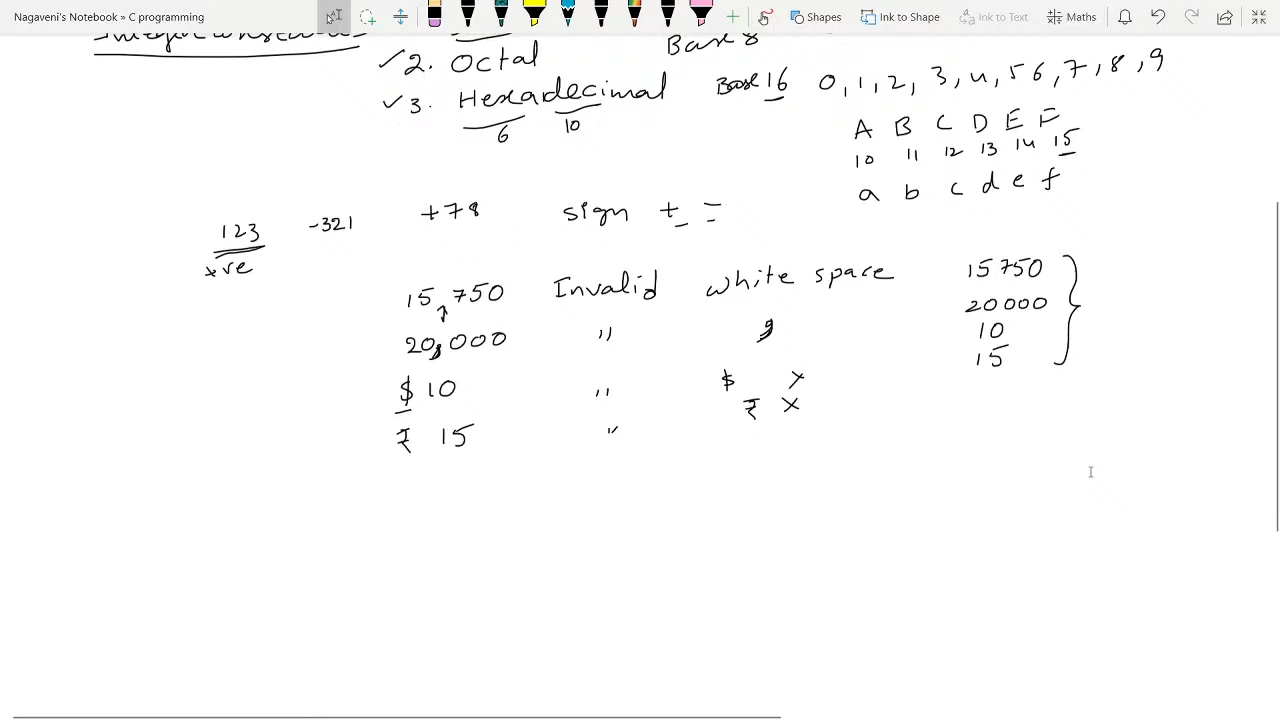 Nagaveni's Notebook » C programming
Shapes Ink to Shape Ink to Text Maths
Base 8
✓2. Octal
✓3. Hexadecimal Base 16 0, 1, 2, 3, 4, 5 6, 7, 8, 9
6 10
A B C D E F
10 11 12 13 14 15
a b c d e f
123 -321 +78 sign + -
+ve
15 750 Invalid white space 15750
20,000 " , 20000
$ 10 " $ × 10
₹ × 15
₹ 15 "